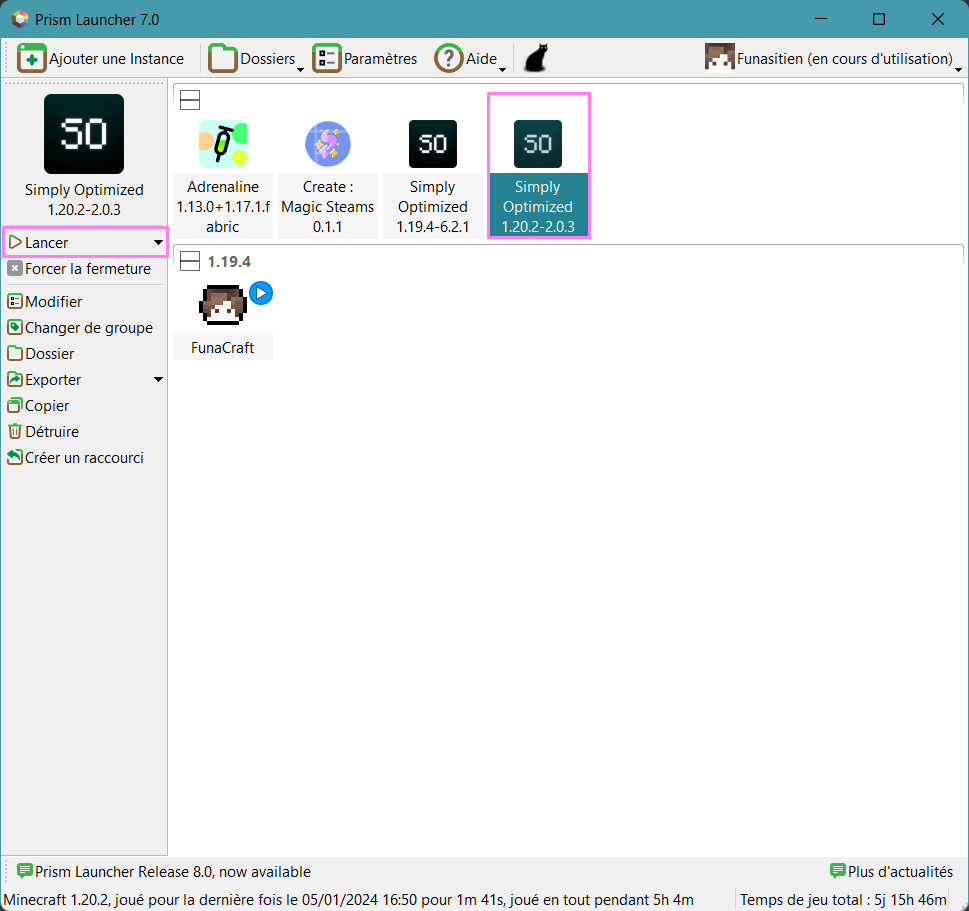 Prism Launcher 7.0
Ajouter une Instance Dossiers Paramètres Aide Funasitien (en cours d'utilisation)
SO
Simply Optimized
1.20.2-2.0.3
Lancer
Forcer la fermeture
Modifier
Changer de groupe
Dossier
Exporter
Copier
Détruire
Créer un raccourci
Adrenaline
1.13.0+1.17.1.f
abric
Create :
Magic Steams
0.1.1
SO
Simply
Optimized
1.19.4-6.2.1
SO
Simply
Optimized
1.20.2-2.0.3
1.19.4
FunaCraft
Prism Launcher Release 8.0, now available Plus d'actualités
Minecraft 1.20.2, joué pour la dernière fois le 05/01/2024 16:50 pour 1m 41s, joué en tout pendant 5h 4m Temps de jeu total : 5j 15h 46m